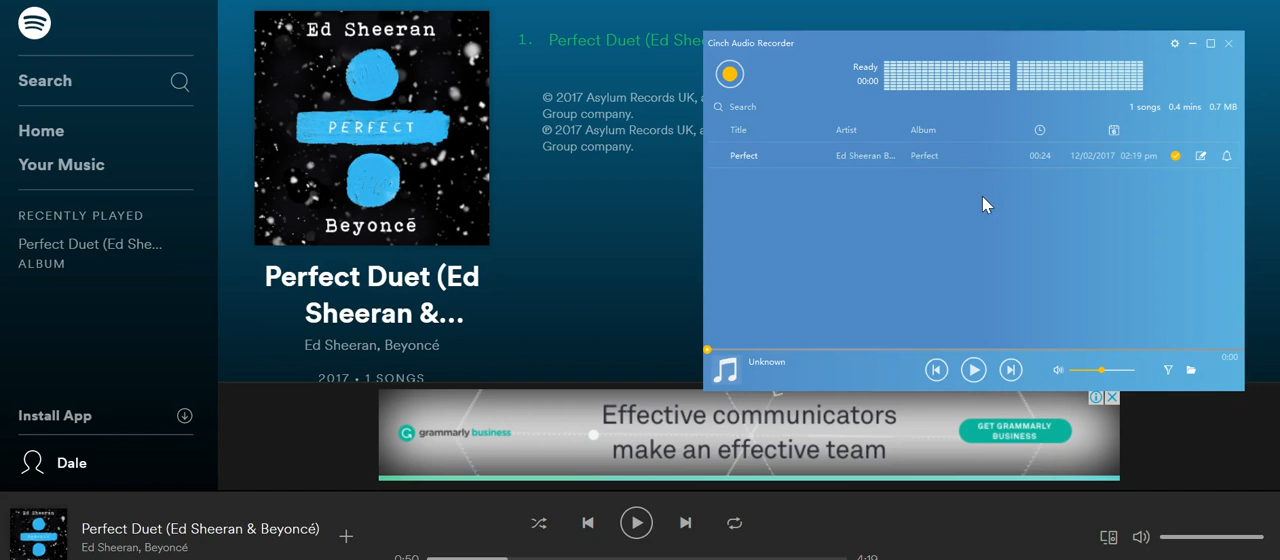 Search
Home
Your Music
RECENTLY PLAYED
Perfect Duet (Ed She...
ALBUM
Install App
Dale
Ed Sheeran
PERFECT
Beyoncé
Perfect Duet (Ed
Sheeran &...
Ed Sheeran, Beyoncé
2017 • 1 SONGS
1. Perfect Duet (Ed She
© 2017 Asylum Records UK, a
Group company.
℗ 2017 Asylum Records UK, a
Group company.
Cinch Audio Recorder
Ready
00:00
Search
1 songs 0.4 mins 0.7 MB
Title Artist Album
Perfect Ed Sheeran B... Perfect 00:24 12/02/2017 02:19 pm
0:00
Unknown
grammarly business
Effective communicators
make an effective team
GET GRAMMARLY
BUSINESS
Ed Sheeran
Perfect Duet (Ed Sheeran & Beyoncé)
Ed Sheeran, Beyoncé
0:50 4:19